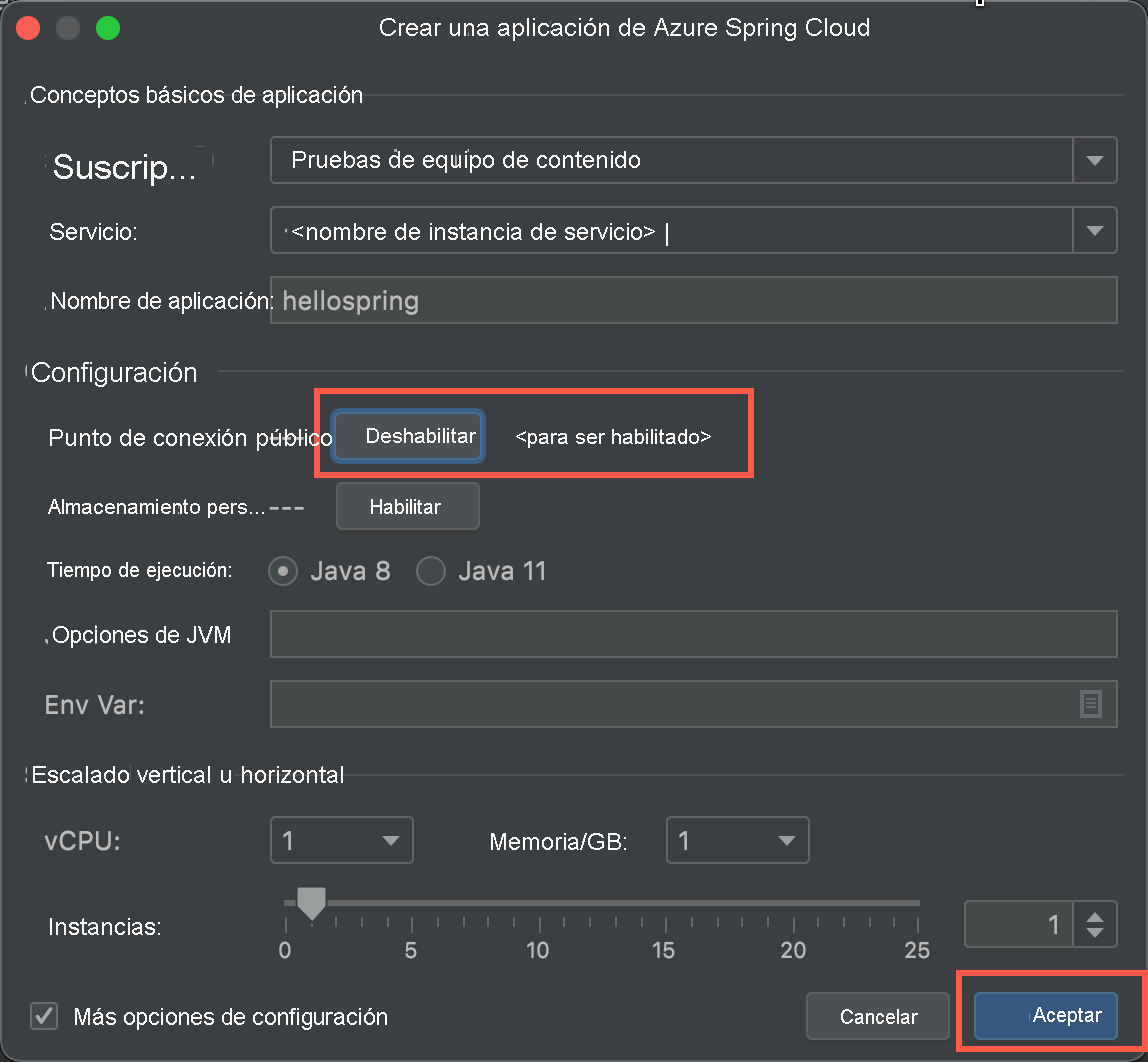 Crear una aplicación de Azure Spring Cloud
Conceptos básicos de aplicación
Suscrip... Pruebas de equipo de contenido
Servicio: <nombre de instancia de servicio> |
Nombre de aplicación: hellospring
Configuración
Punto de conexión público Deshabilitar <para ser habilitado>
Almacenamiento pers...--- Habilitar
Tiempo de ejecución: Java 8 Java 11
Opciones de JVM
Env Var:
Escalado vertical u horizontal
vCPU: 1 Memoria/GB: 1
Instancias: 1
0 5 10 15 20 25
Más opciones de configuración Cancelar Aceptar